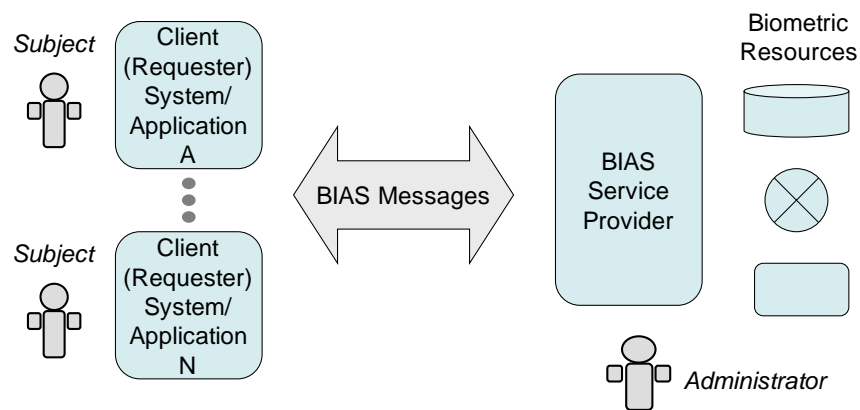 Subject
Client
(Requester)
System/
Application
A
Subject
Client
(Requester)
System/
Application
N
BIAS Messages
BIAS
Service
Provider
Biometric
Resources
Administrator